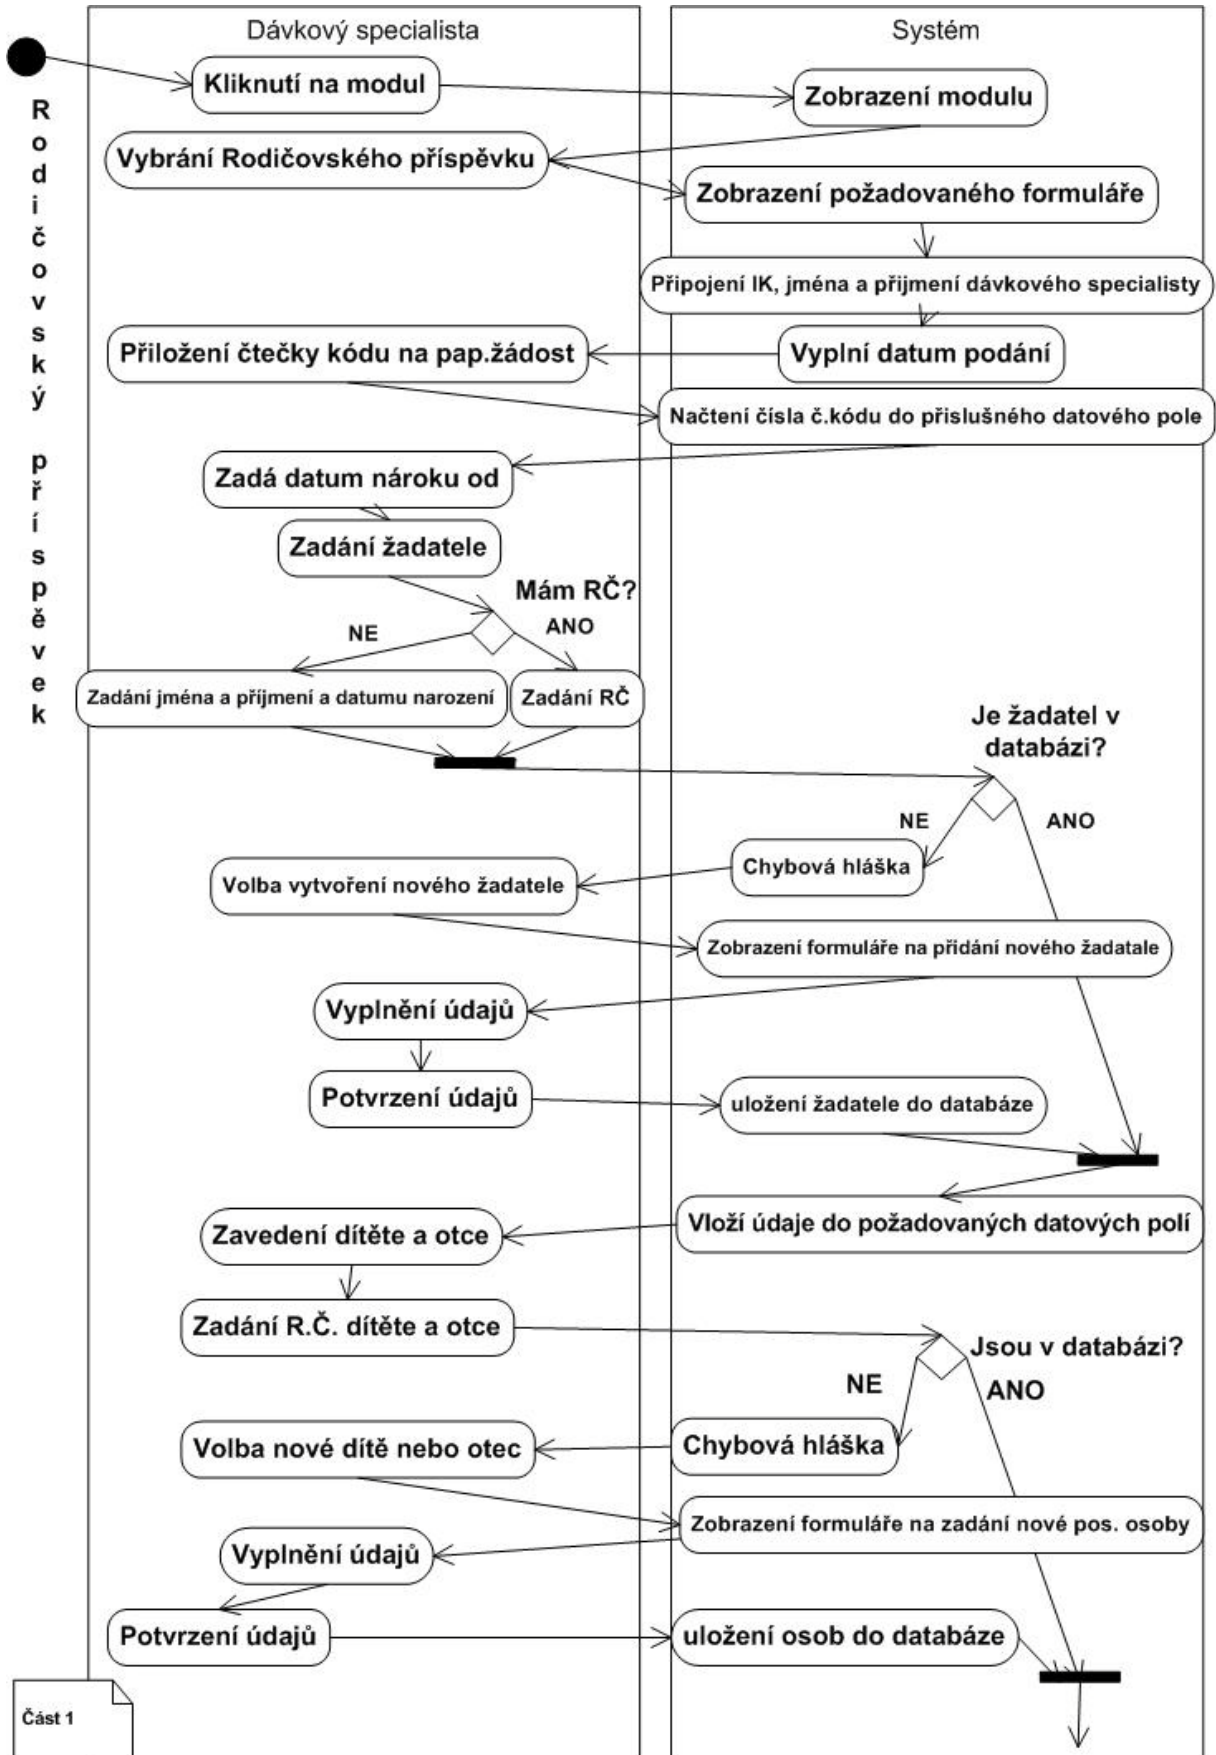 Dávkový specialista
Systém
Rodičovský příspěvek
Kliknutí na modul
Zobrazení modulu
Vybrání Rodičovského příspěvku
Zobrazení požadovaného formuláře
Připojení IK, jména a přijmení dávkového specialisty
Vyplní datum podání
Přiložení čtečky kódu na pap.žádost
Načtení čísla č.kódu do přislušného datového pole
Zadá datum nároku od
Zadání žadatele
Mám RČ?
NE
ANO
Zadání jména a příjmení a datumu narození
Zadání RČ
Je žadatel v
databázi?
NE
ANO
Chybová hláška
Volba vytvoření nového žadatele
Zobrazení formuláře na přidání nového žadatale
Vyplnění údajů
Potvrzení údajů
uložení žadatele do databáze
Vloží údaje do požadovaných datových polí
Zavedení dítěte a otce
Zadání R.Č. dítěte a otce
Jsou v databázi?
NE
ANO
Chybová hláška
Volba nové dítě nebo otec
Zobrazení formuláře na zadání nové pos. osoby
Vyplnění údajů
Potvrzení údajů
uložení osob do databáze
Část 1